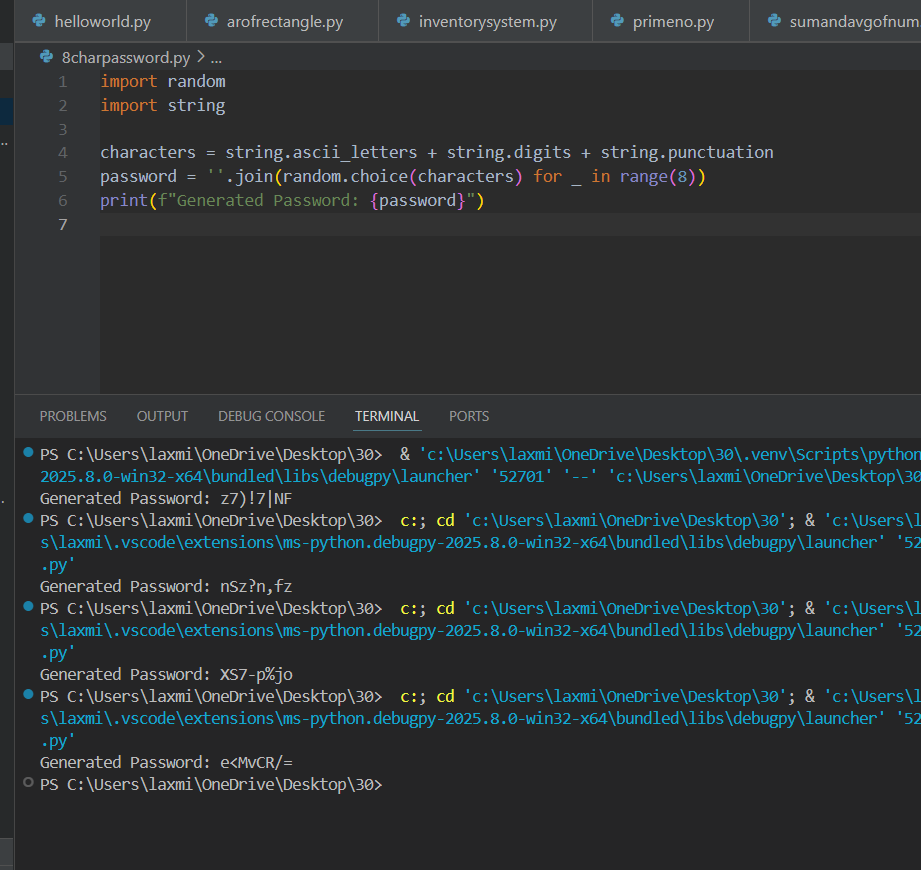 helloworld.py arofrectangle.py inventorysystem.py primeno.py sumandavgofnum
8charpassword.py > ...
1 import random
2 import string
3
4 characters = string.ascii_letters + string.digits + string.punctuation
5 password = ''.join(random.choice(characters) for _ in range(8))
6 print(f"Generated Password: {password}")
7
PROBLEMS OUTPUT DEBUG CONSOLE TERMINAL PORTS
PS C:\Users\laxmi\OneDrive\Desktop\30> & 'c:\Users\laxmi\OneDrive\Desktop\30\.venv\Scripts\python
2025.8.0-win32-x64\bundled\libs\debugpy\launcher' '52701' '--' 'c:\Users\laxmi\OneDrive\Desktop\30
Generated Password: z7)!7|NF
PS C:\Users\laxmi\OneDrive\Desktop\30> c:; cd 'c:\Users\laxmi\OneDrive\Desktop\30'; & 'c:\Users\l
s\laxmi\.vscode\extensions\ms-python.debugpy-2025.8.0-win32-x64\bundled\libs\debugpy\launcher' '52
.py'
Generated Password: nSz?n,fz
PS C:\Users\laxmi\OneDrive\Desktop\30> c:; cd 'c:\Users\laxmi\OneDrive\Desktop\30'; & 'c:\Users\l
s\laxmi\.vscode\extensions\ms-python.debugpy-2025.8.0-win32-x64\bundled\libs\debugpy\launcher' '52
.py'
Generated Password: XS7-p%jo
PS C:\Users\laxmi\OneDrive\Desktop\30> c:; cd 'c:\Users\laxmi\OneDrive\Desktop\30'; & 'c:\Users\l
s\laxmi\.vscode\extensions\ms-python.debugpy-2025.8.0-win32-x64\bundled\libs\debugpy\launcher' '52
.py'
Generated Password: e<MvCR/=
PS C:\Users\laxmi\OneDrive\Desktop\30>